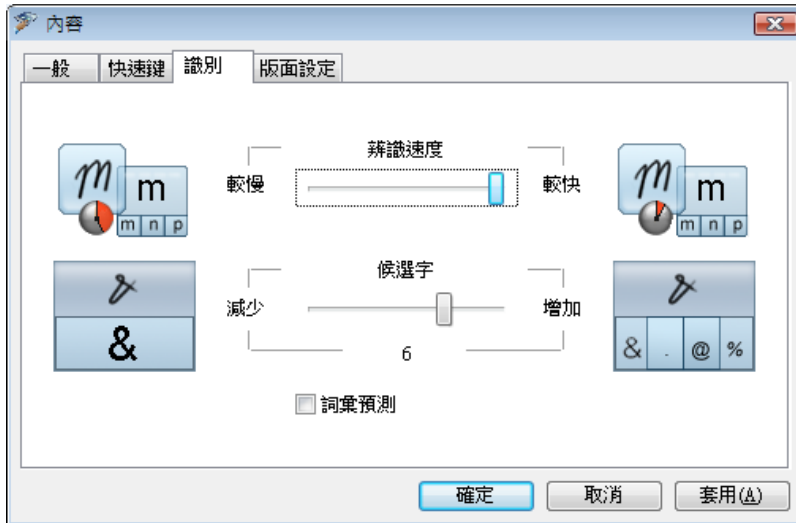 內容
一般 快速鍵 識別 版面設定
辨識速度
較慢 較快
m m
m n p m n p
候選字
減少 增加
6
& & . @ %
詞彙預測
確定 取消 套用(A)